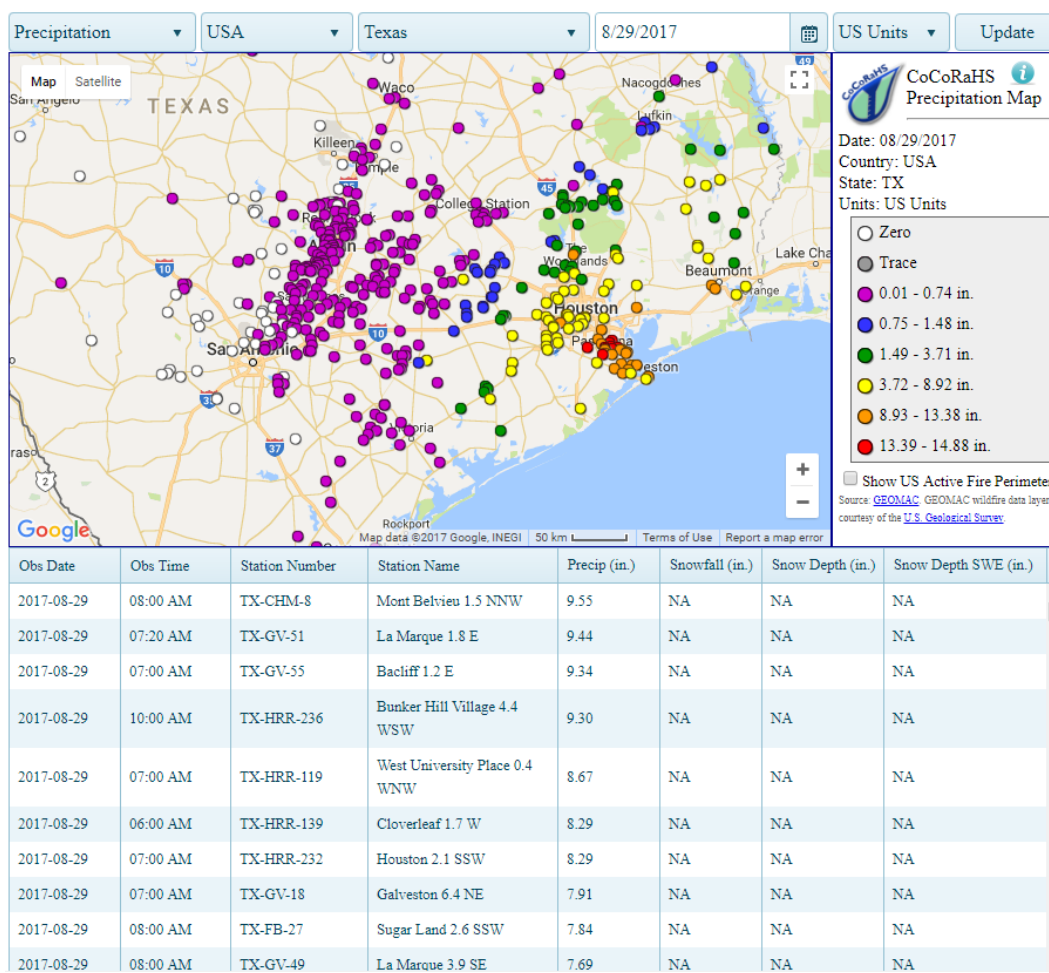 Precipitation
USA
Texas
8/29/2017
US Units
Update
Map
Satellite
San Angelo
TEXAS
Waco
Nacogdoches
Lufkin
49
Killeen
Temple
35
45
College Station
Austin
The
Woodlands
Lake Cha
10
Beaumont
Orange
Houston
10
San Antonio
Pasadena
35
37
2
Rockport
Google
Map data ©2017 Google, INEGI
50 km
Terms of Use
Report a map error
CoCoRaHS
CoCoRaHS
Precipitation Map
Date: 08/29/2017
Country: USA
State: TX
Units: US Units
Zero
Trace
0.01 - 0.74 in.
0.75 - 1.48 in.
1.49 - 3.71 in.
3.72 - 8.92 in.
8.93 - 13.38 in.
13.39 - 14.88 in.
Show US Active Fire Perimete
Source: GEOMAC. GEOMAC wildfire data layer
courtesy of the U.S. Geological Survey.
Obs Date Obs Time Station Number Station Name Precip (in.) Snowfall (in.) Snow Depth (in.) Snow Depth SWE (in.)
2017-08-29 08:00 AM TX-CHM-8 Mont Belvieu 1.5 NNW 9.55 NA NA NA
2017-08-29 07:20 AM TX-GV-51 La Marque 1.8 E 9.44 NA NA NA
2017-08-29 07:00 AM TX-GV-55 Bacliff 1.2 E 9.34 NA NA NA
2017-08-29 10:00 AM TX-HRR-236 Bunker Hill Village 4.4 9.30 NA NA NA
WSW
2017-08-29 07:00 AM TX-HRR-119 West University Place 0.4 8.67 NA NA NA
WNW
2017-08-29 06:00 AM TX-HRR-139 Cloverleaf 1.7 W 8.29 NA NA NA
2017-08-29 07:00 AM TX-HRR-232 Houston 2.1 SSW 8.29 NA NA NA
2017-08-29 07:00 AM TX-GV-18 Galveston 6.4 NE 7.91 NA NA NA
2017-08-29 08:00 AM TX-FB-27 Sugar Land 2.6 SSW 7.84 NA NA NA
2017-08-29 08:00 AM TX-GV-49 La Marque 3.9 SE 7.69 NA NA NA